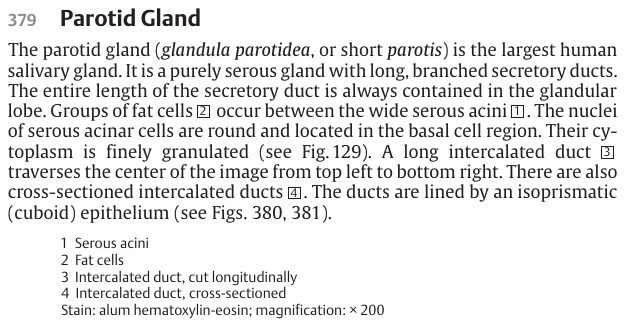 379 Parotid Gland
The parotid gland (glandula parotidea, or short parotis) is the largest human
salivary gland. It is a purely serous gland with long, branched secretory ducts.
The entire length of the secretory duct is always contained in the glandular
lobe. Groups of fat cells 2 occur between the wide serous acini 1. The nuclei
of serous acinar cells are round and located in the basal cell region. Their cy-
toplasm is finely granulated (see Fig. 129). A long intercalated duct 3
traverses the center of the image from top left to bottom right. There are also
cross-sectioned intercalated ducts 4. The ducts are lined by an isoprismatic
(cuboid) epithelium (see Figs. 380, 381).
1 Serous acini
2 Fat cells
3 Intercalated duct, cut longitudinally
4 Intercalated duct, cross-sectioned
Stain: alum hematoxylin-eosin; magnification: × 200